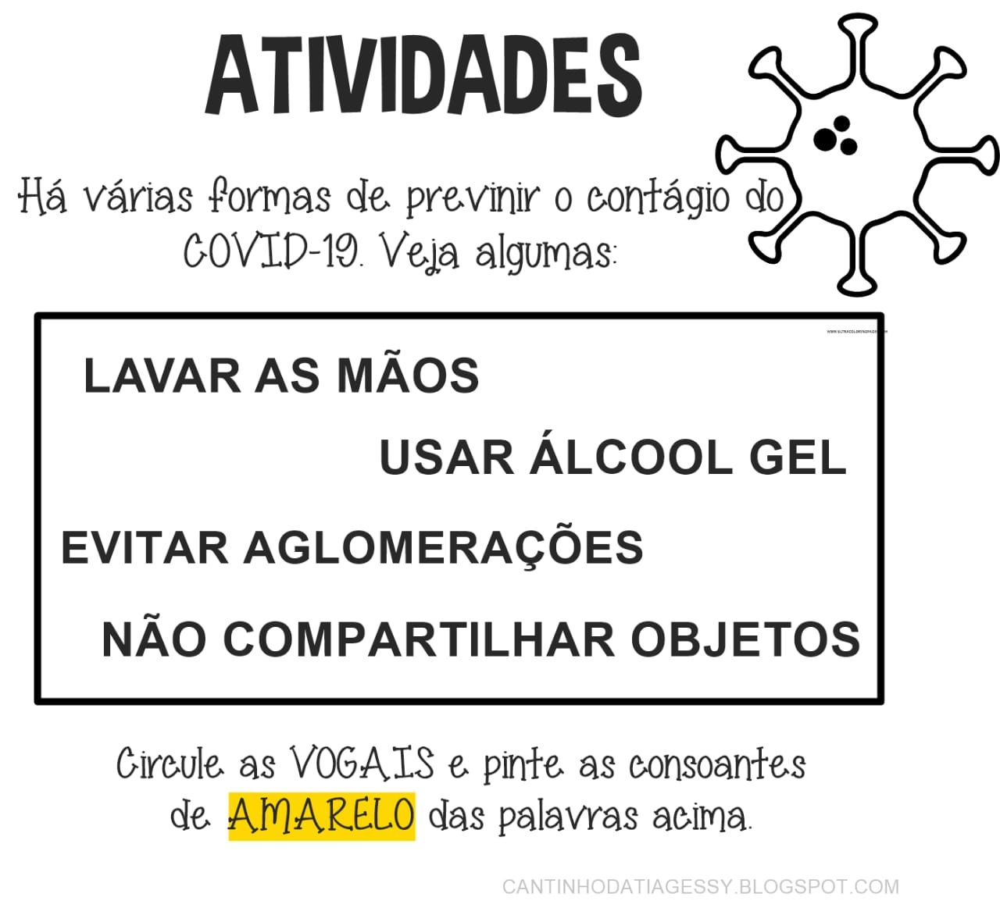 ATIVIDADES
Há várias formas de previnir o contágio do
COVID-19. Veja algumas:
LAVAR AS MÃOS
USAR ÁLCOOL GEL
EVITAR AGLOMERAÇÕES
NÃO COMPARTILHAR OBJETOS
Circule as VOGAIS e pinte as consoantes
de AMARELO das palavras acima.
CANTINHODATIAGESSY.BLOGSPOT.COM